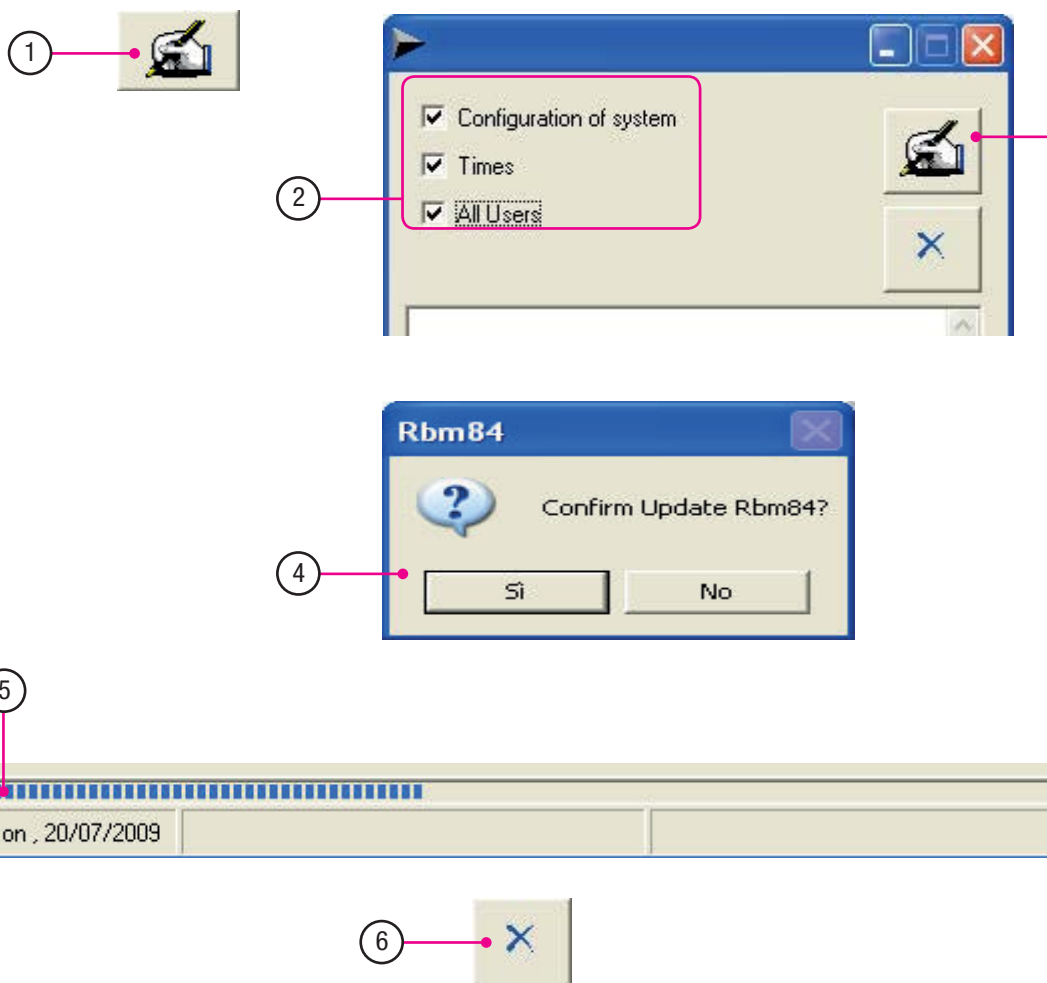 1
Configuration of system
Times
2
All Users
Rbm84
Confirm Update Rbm84?
4
Sì No
5
on , 20/07/2009
6